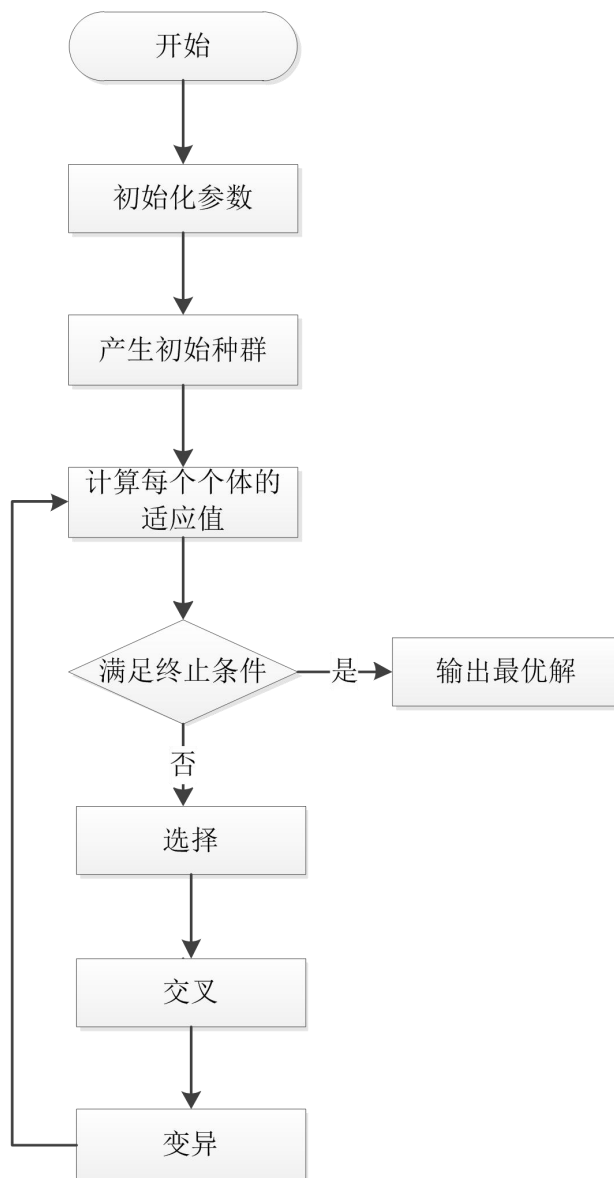 开始
初始化参数
产生初始种群
计算每个个体的
适应值
满足终止条件
是
输出最优解
否
选择
交叉
变异